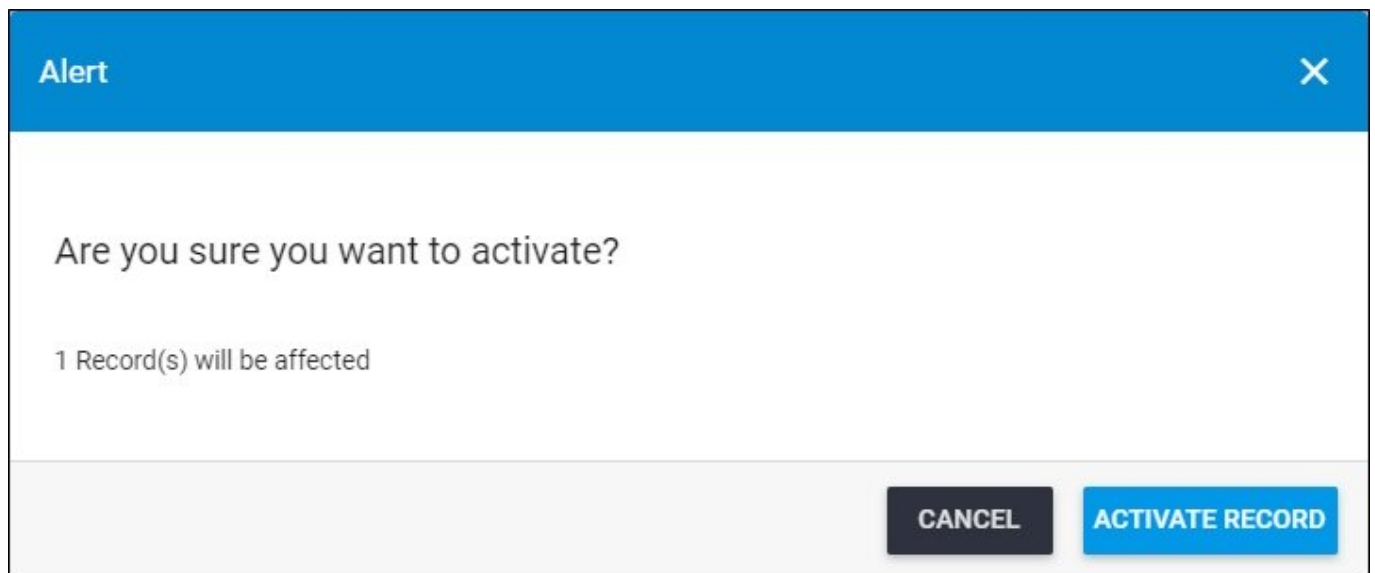 Alert
Are you sure you want to activate?
1 Record(s) will be affected
CANCEL
ACTIVATE RECORD